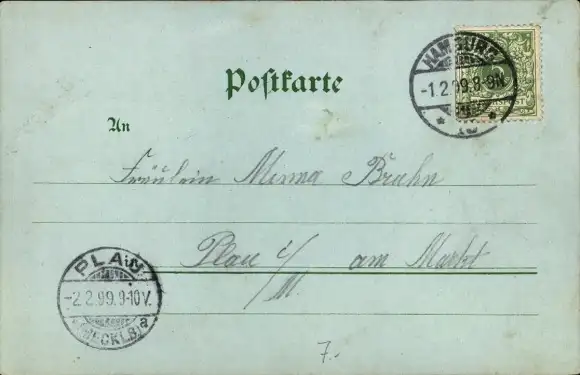 Postkarte
HAMBURG
-1.2.99.8-9N.
An
Fräulein Minna Bruhn
Plau i/M am Markt
PLAU
-2.2.99.9-10V.
(MECKLB) a
7.-